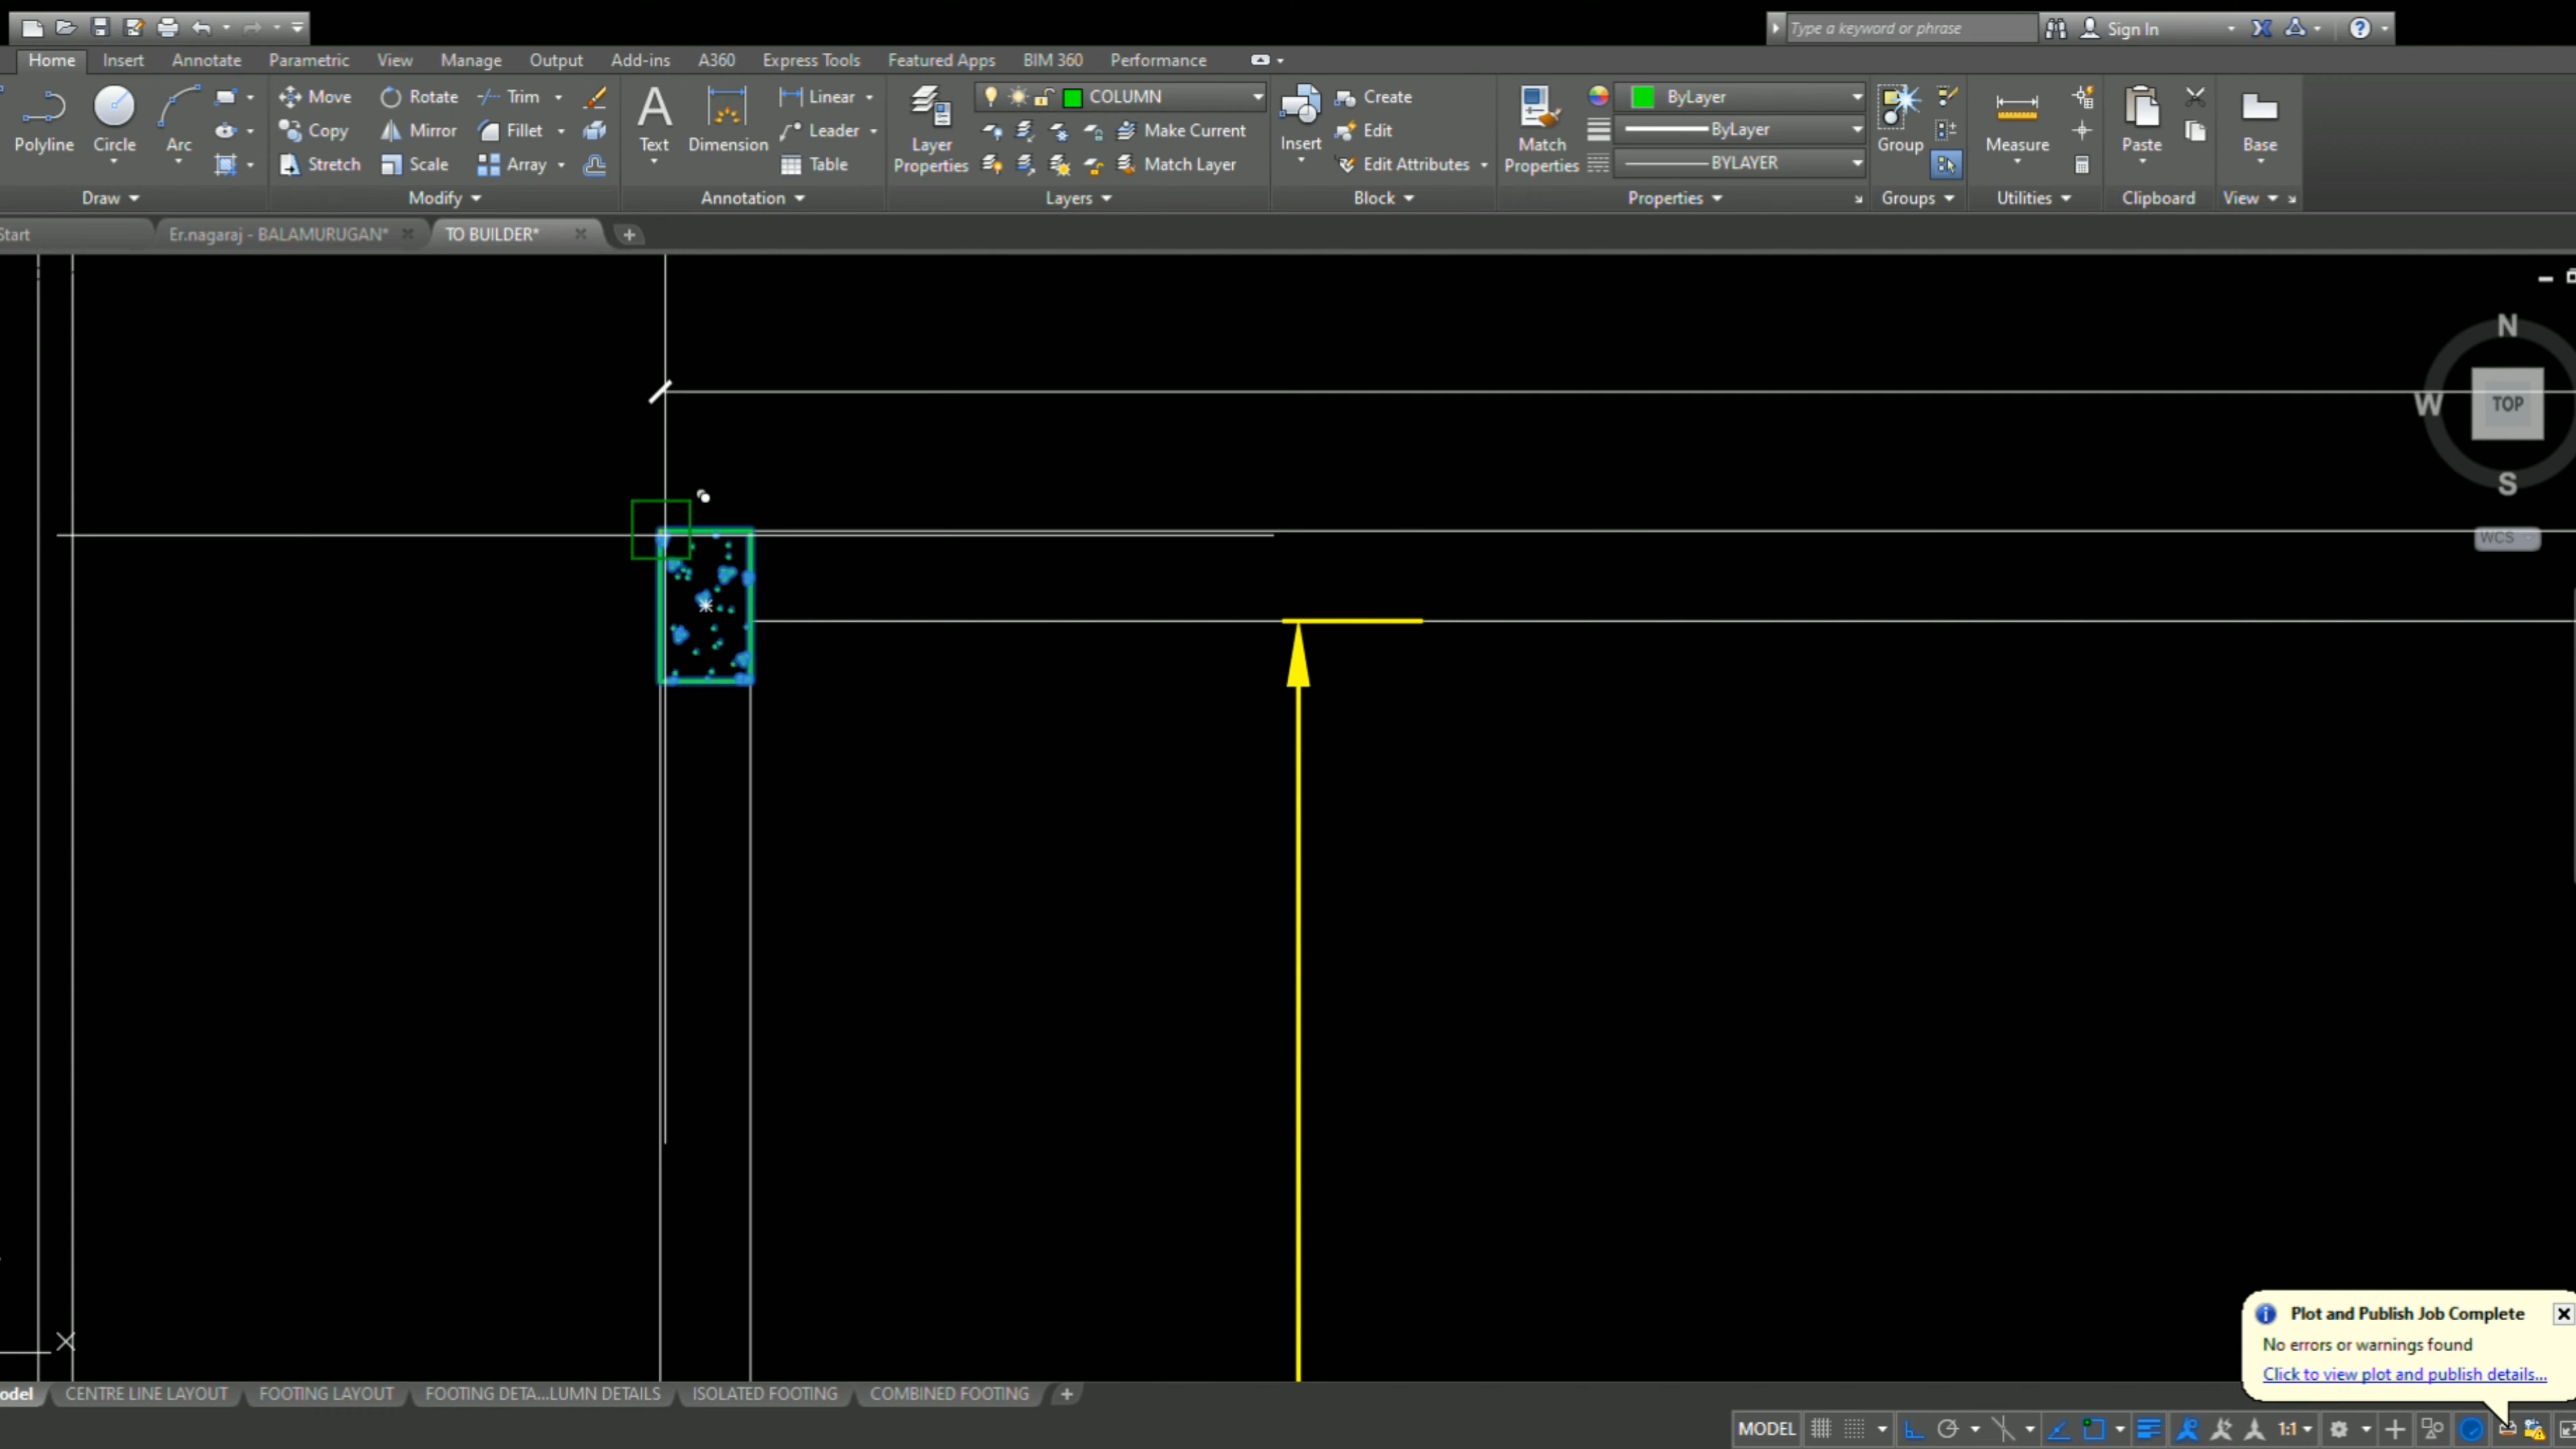 Type a keyword or phrase
Sign In
Home Insert Annotate Parametric View Manage Output Add-ins A360 Express Tools Featured Apps BIM 360 Performance
Polyline Circle Arc
Move Rotate Trim
Copy Mirror Fillet
Stretch Scale Array
Text Dimension
Linear
Leader
Table
Layer Properties
COLUMN
Make Current
Match Layer
Insert
Create
Edit
Edit Attributes
Match Properties
ByLayer
ByLayer
BYLAYER
Group
Measure
Paste
Base
Draw Modify Annotation Layers Block Properties Groups Utilities Clipboard View
Start Er.nagaraj - BALAMURUGAN* TO BUILDER*
N
W TOP
S
WCS
Plot and Publish Job Complete
No errors or warnings found
Click to view plot and publish details...
odel CENTRE LINE LAYOUT FOOTING LAYOUT FOOTING DETA...LUMN DETAILS ISOLATED FOOTING COMBINED FOOTING
MODEL 1:1